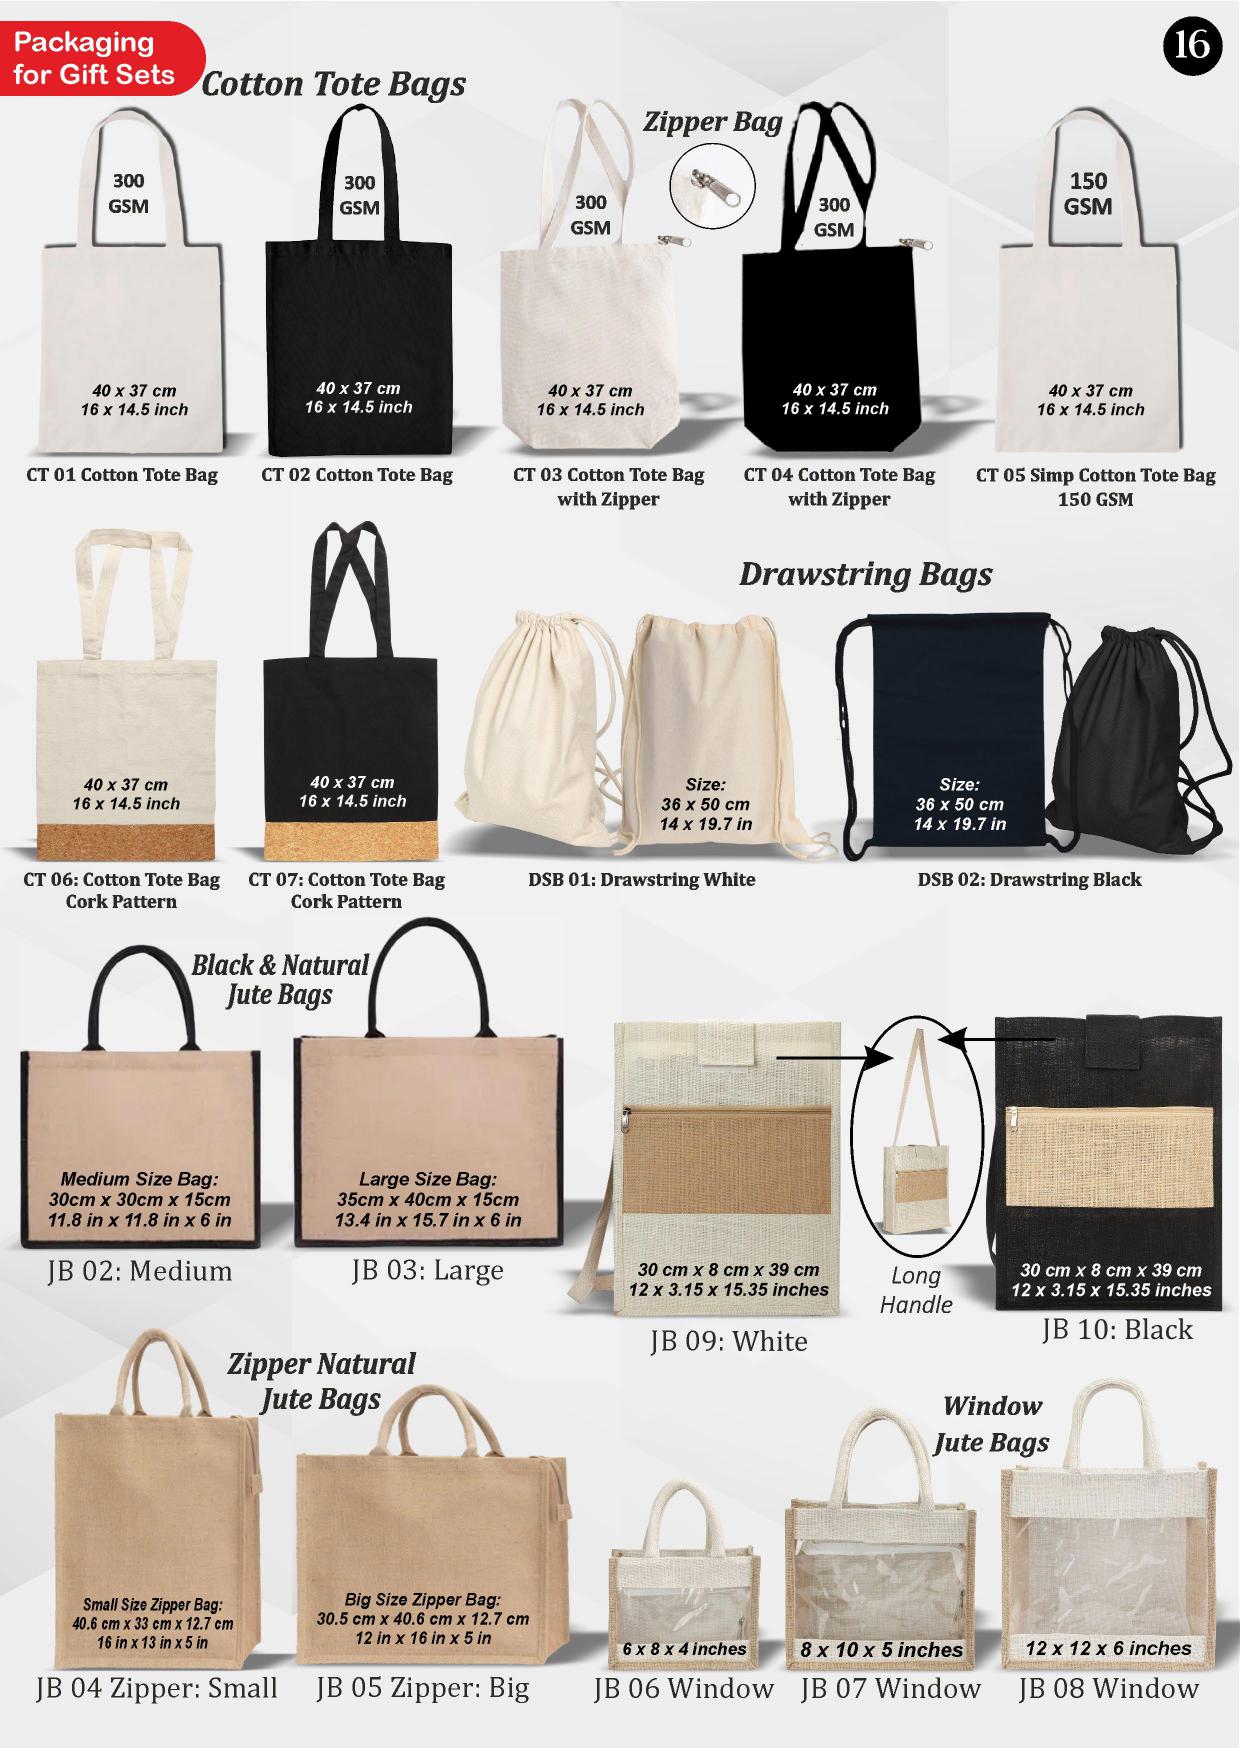 Packaging
for Gift Sets
16
Cotton Tote Bags
Zipper Bag
300
GSM
300
GSM
300
GSM
300
GSM
150
GSM
40 x 37 cm
16 x 14.5 inch
40 x 37 cm
16 x 14.5 inch
40 x 37 cm
16 x 14.5 inch
40 x 37 cm
16 x 14.5 inch
40 x 37 cm
16 x 14.5 inch
CT 01 Cotton Tote Bag
CT 02 Cotton Tote Bag
CT 03 Cotton Tote Bag
with Zipper
CT 04 Cotton Tote Bag
with Zipper
CT 05 Simp Cotton Tote Bag
150 GSM
Drawstring Bags
40 x 37 cm
16 x 14.5 inch
40 x 37 cm
16 x 14.5 inch
Size:
36 x 50 cm
14 x 19.7 in
Size:
36 x 50 cm
14 x 19.7 in
CT 06: Cotton Tote Bag
Cork Pattern
CT 07: Cotton Tote Bag
Cork Pattern
DSB 01: Drawstring White
DSB 02: Drawstring Black
Black & Natural
Jute Bags
Medium Size Bag:
30cm x 30cm x 15cm
11.8 in x 11.8 in x 6 in
Large Size Bag:
35cm x 40cm x 15cm
13.4 in x 15.7 in x 6 in
JB 02: Medium
JB 03: Large
30 cm x 8 cm x 39 cm
12 x 3.15 x 15.35 inches
Long
Handle
30 cm x 8 cm x 39 cm
12 x 3.15 x 15.35 inches
JB 09: White
JB 10: Black
Zipper Natural
Jute Bags
Window
Jute Bags
Small Size Zipper Bag:
40.6 cm x 33 cm x 12.7 cm
16 in x 13 in x 5 in
Big Size Zipper Bag:
30.5 cm x 40.6 cm x 12.7 cm
12 in x 16 in x 5 in
6 x 8 x 4 inches
8 x 10 x 5 inches
12 x 12 x 6 inches
JB 04 Zipper: Small
JB 05 Zipper: Big
JB 06 Window
JB 07 Window
JB 08 Window